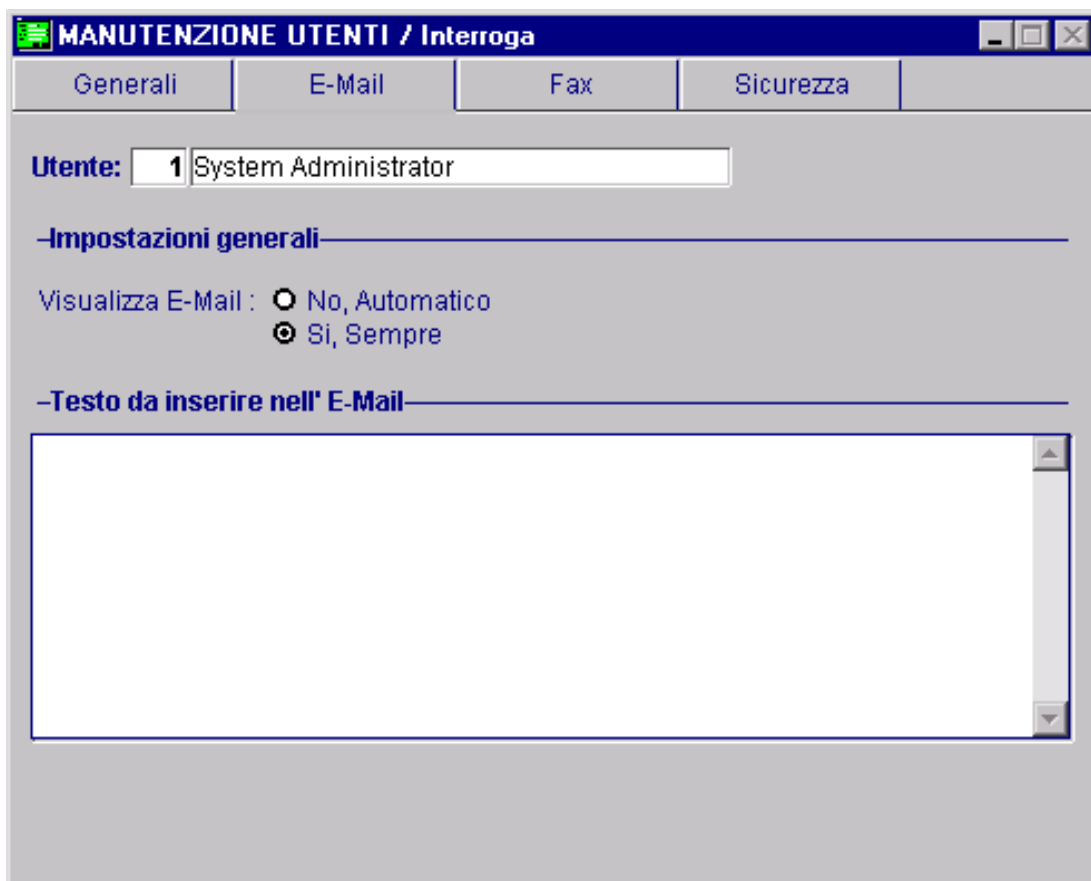 MANUTENZIONE UTENTI / Interroga
Generali E-Mail Fax Sicurezza
Utente: 1 System Administrator
Impostazioni generali
Visualizza E-Mail : No, Automatico
Si, Sempre
Testo da inserire nell' E-Mail